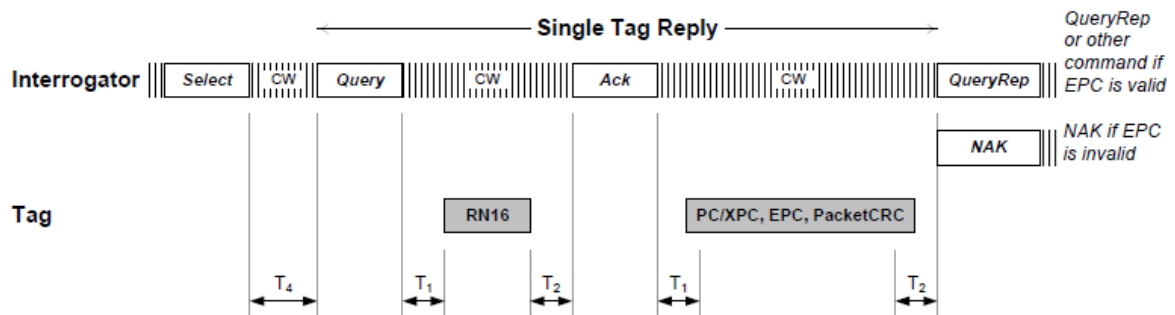 Single Tag Reply
QueryRep
or other
command if
EPC is valid
Interrogator
Select
CW
Query
CW
Ack
CW
QueryRep
NAK
NAK if EPC
is invalid
Tag
RN16
PC/XPC, EPC, PacketCRC
T4
T1
T2
T1
T2